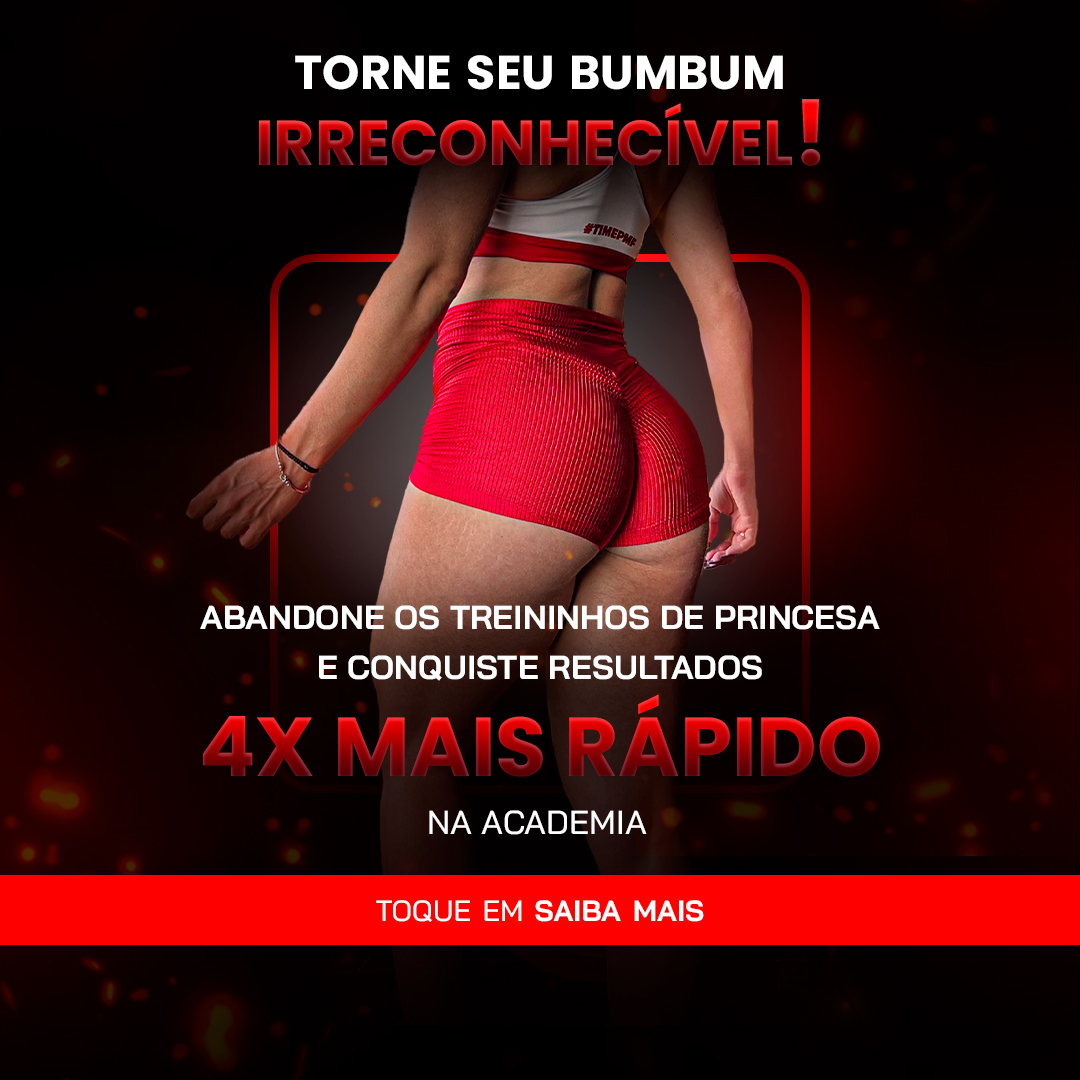 TORNE SEU BUMBUM
IRRECONHECÍVEL!
#TIMEPMF
ABANDONE OS TREININHOS DE PRINCESA
E CONQUISTE RESULTADOS
4X MAIS RÁPIDO
NA ACADEMIA
TOQUE EM SAIBA MAIS